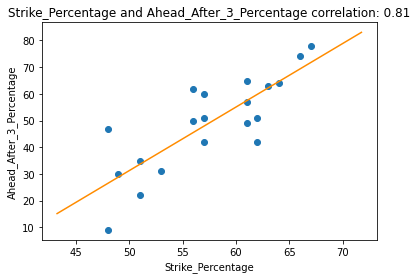 Strike_Percentage and Ahead_After_3_Percentage correlation: 0.81
80
70
60
50
40
30
20
10
Ahead_After_3_Percentage
45 50 55 60 65 70
Strike_Percentage